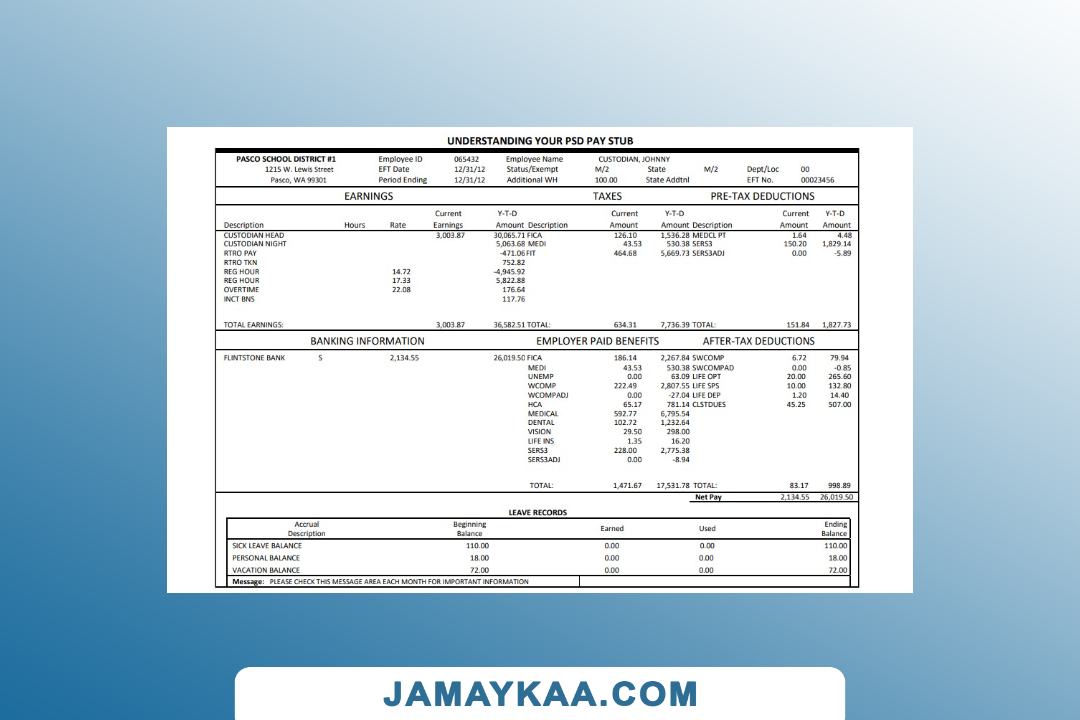 UNDERSTANDING YOUR PSD PAY STUB
PASCO SCHOOL DISTRICT #1 Employee ID 065432 Employee Name CUSTODIAN, JOHNNY
1215 W. Lewis Street EFT Date 12/31/12 Status/Exempt M/2 State M/2 Dept/Loc 00
Pasco, WA 99301 Period Ending 12/31/12 Additional WH 100.00 State Addtnl EFT No. 00023456
EARNINGS TAXES PRE-TAX DEDUCTIONS
Current Y-T-D Current Y-T-D Current Y-T-D
Description Hours Rate Earnings Amount Description Amount Amount Description Amount Amount
CUSTODIAN HEAD 3,003.87 30,065.71 FICA 126.10 1,536.28 MEDCL PT 1.64 4.48
CUSTODIAN NIGHT 5,063.68 MEDI 43.53 530.38 SERS3 150.20 1,829.14
RTRO PAY -471.06 FIT 464.68 5,669.73 SERS3ADJ 0.00 -5.89
RTRO TKN 752.82
REG HOUR 14.72 -4,945.92
REG HOUR 17.33 5,822.88
OVERTIME 22.08 176.64
INCT BNS 117.76
TOTAL EARNINGS: 3,003.87 36,582.51 TOTAL: 634.31 7,736.39 TOTAL: 151.84 1,827.73
BANKING INFORMATION EMPLOYER PAID BENEFITS AFTER-TAX DEDUCTIONS
FLINTSTONE BANK S 2,134.55 26,019.50 FICA 186.14 2,267.84 SWCOMP 6.72 79.94
MEDI 43.53 530.38 SWCOMPAD 0.00 -0.85
UNEMP 0.00 63.09 LIFE OPT 20.00 265.60
WCOMP 222.49 2,807.55 LIFE SPS 10.00 132.80
WCOMPADJ 0.00 -27.04 LIFE DEP 1.20 14.40
HCA 65.17 781.14 CLSTDUES 45.25 507.00
MEDICAL 592.77 6,795.54
DENTAL 102.72 1,232.64
VISION 29.50 298.00
LIFE INS 1.35 16.20
SERS3 228.00 2,775.38
SERS3ADJ 0.00 -8.94
TOTAL: 1,471.67 17,531.78 TOTAL: 83.17 998.89
Net Pay 2,134.55 26,019.50
LEAVE RECORDS
Accrual Beginning Ending
Description Balance Earned Used Balance
SICK LEAVE BALANCE 110.00 0.00 0.00 110.00
PERSONAL BALANCE 18.00 0.00 0.00 18.00
VACATION BALANCE 72.00 0.00 0.00 72.00
Message: PLEASE CHECK THIS MESSAGE AREA EACH MONTH FOR IMPORTANT INFORMATION
JAMAYKAA.COM